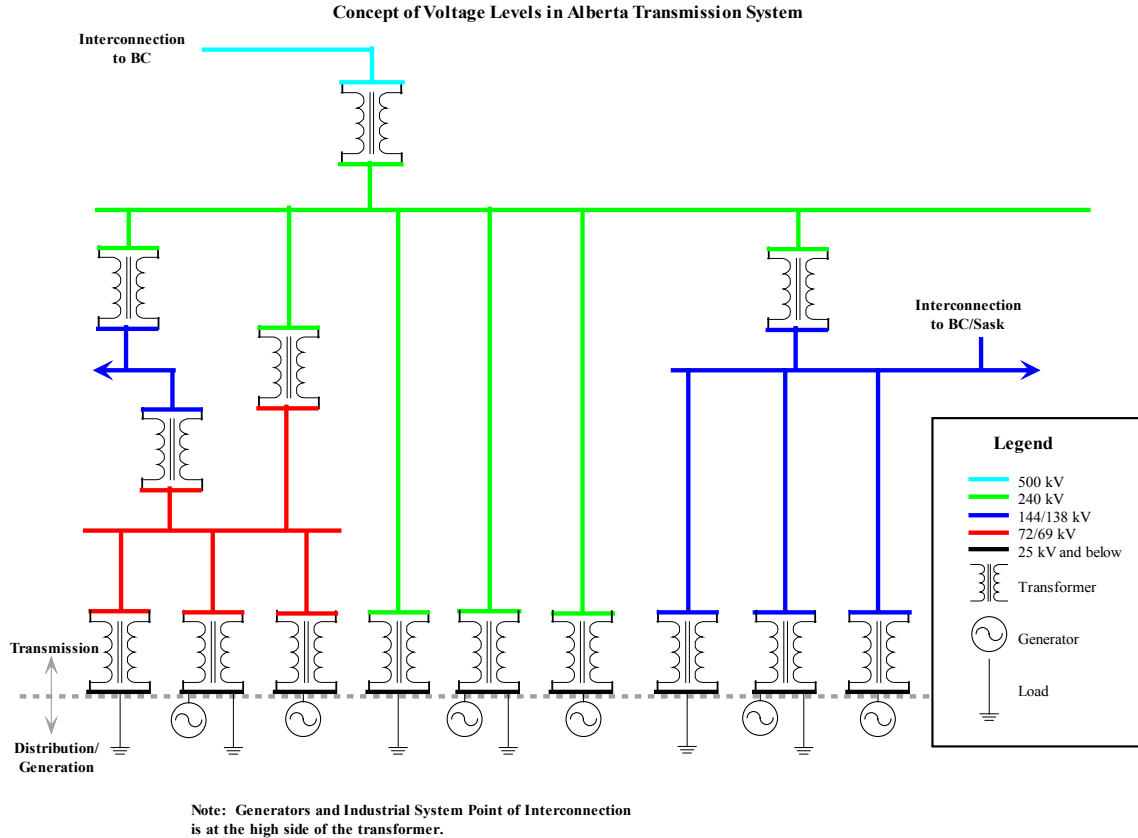 Concept of Voltage Levels in Alberta Transmission System
Interconnection
to BC
Interconnection
to BC/Sask
Legend
500 kV
240 kV
144/138 kV
72/69 kV
25 kV and below
Transformer
Generator
Load
Transmission
Distribution/
Generation
Note: Generators and Industrial System Point of Interconnection
is at the high side of the transformer.